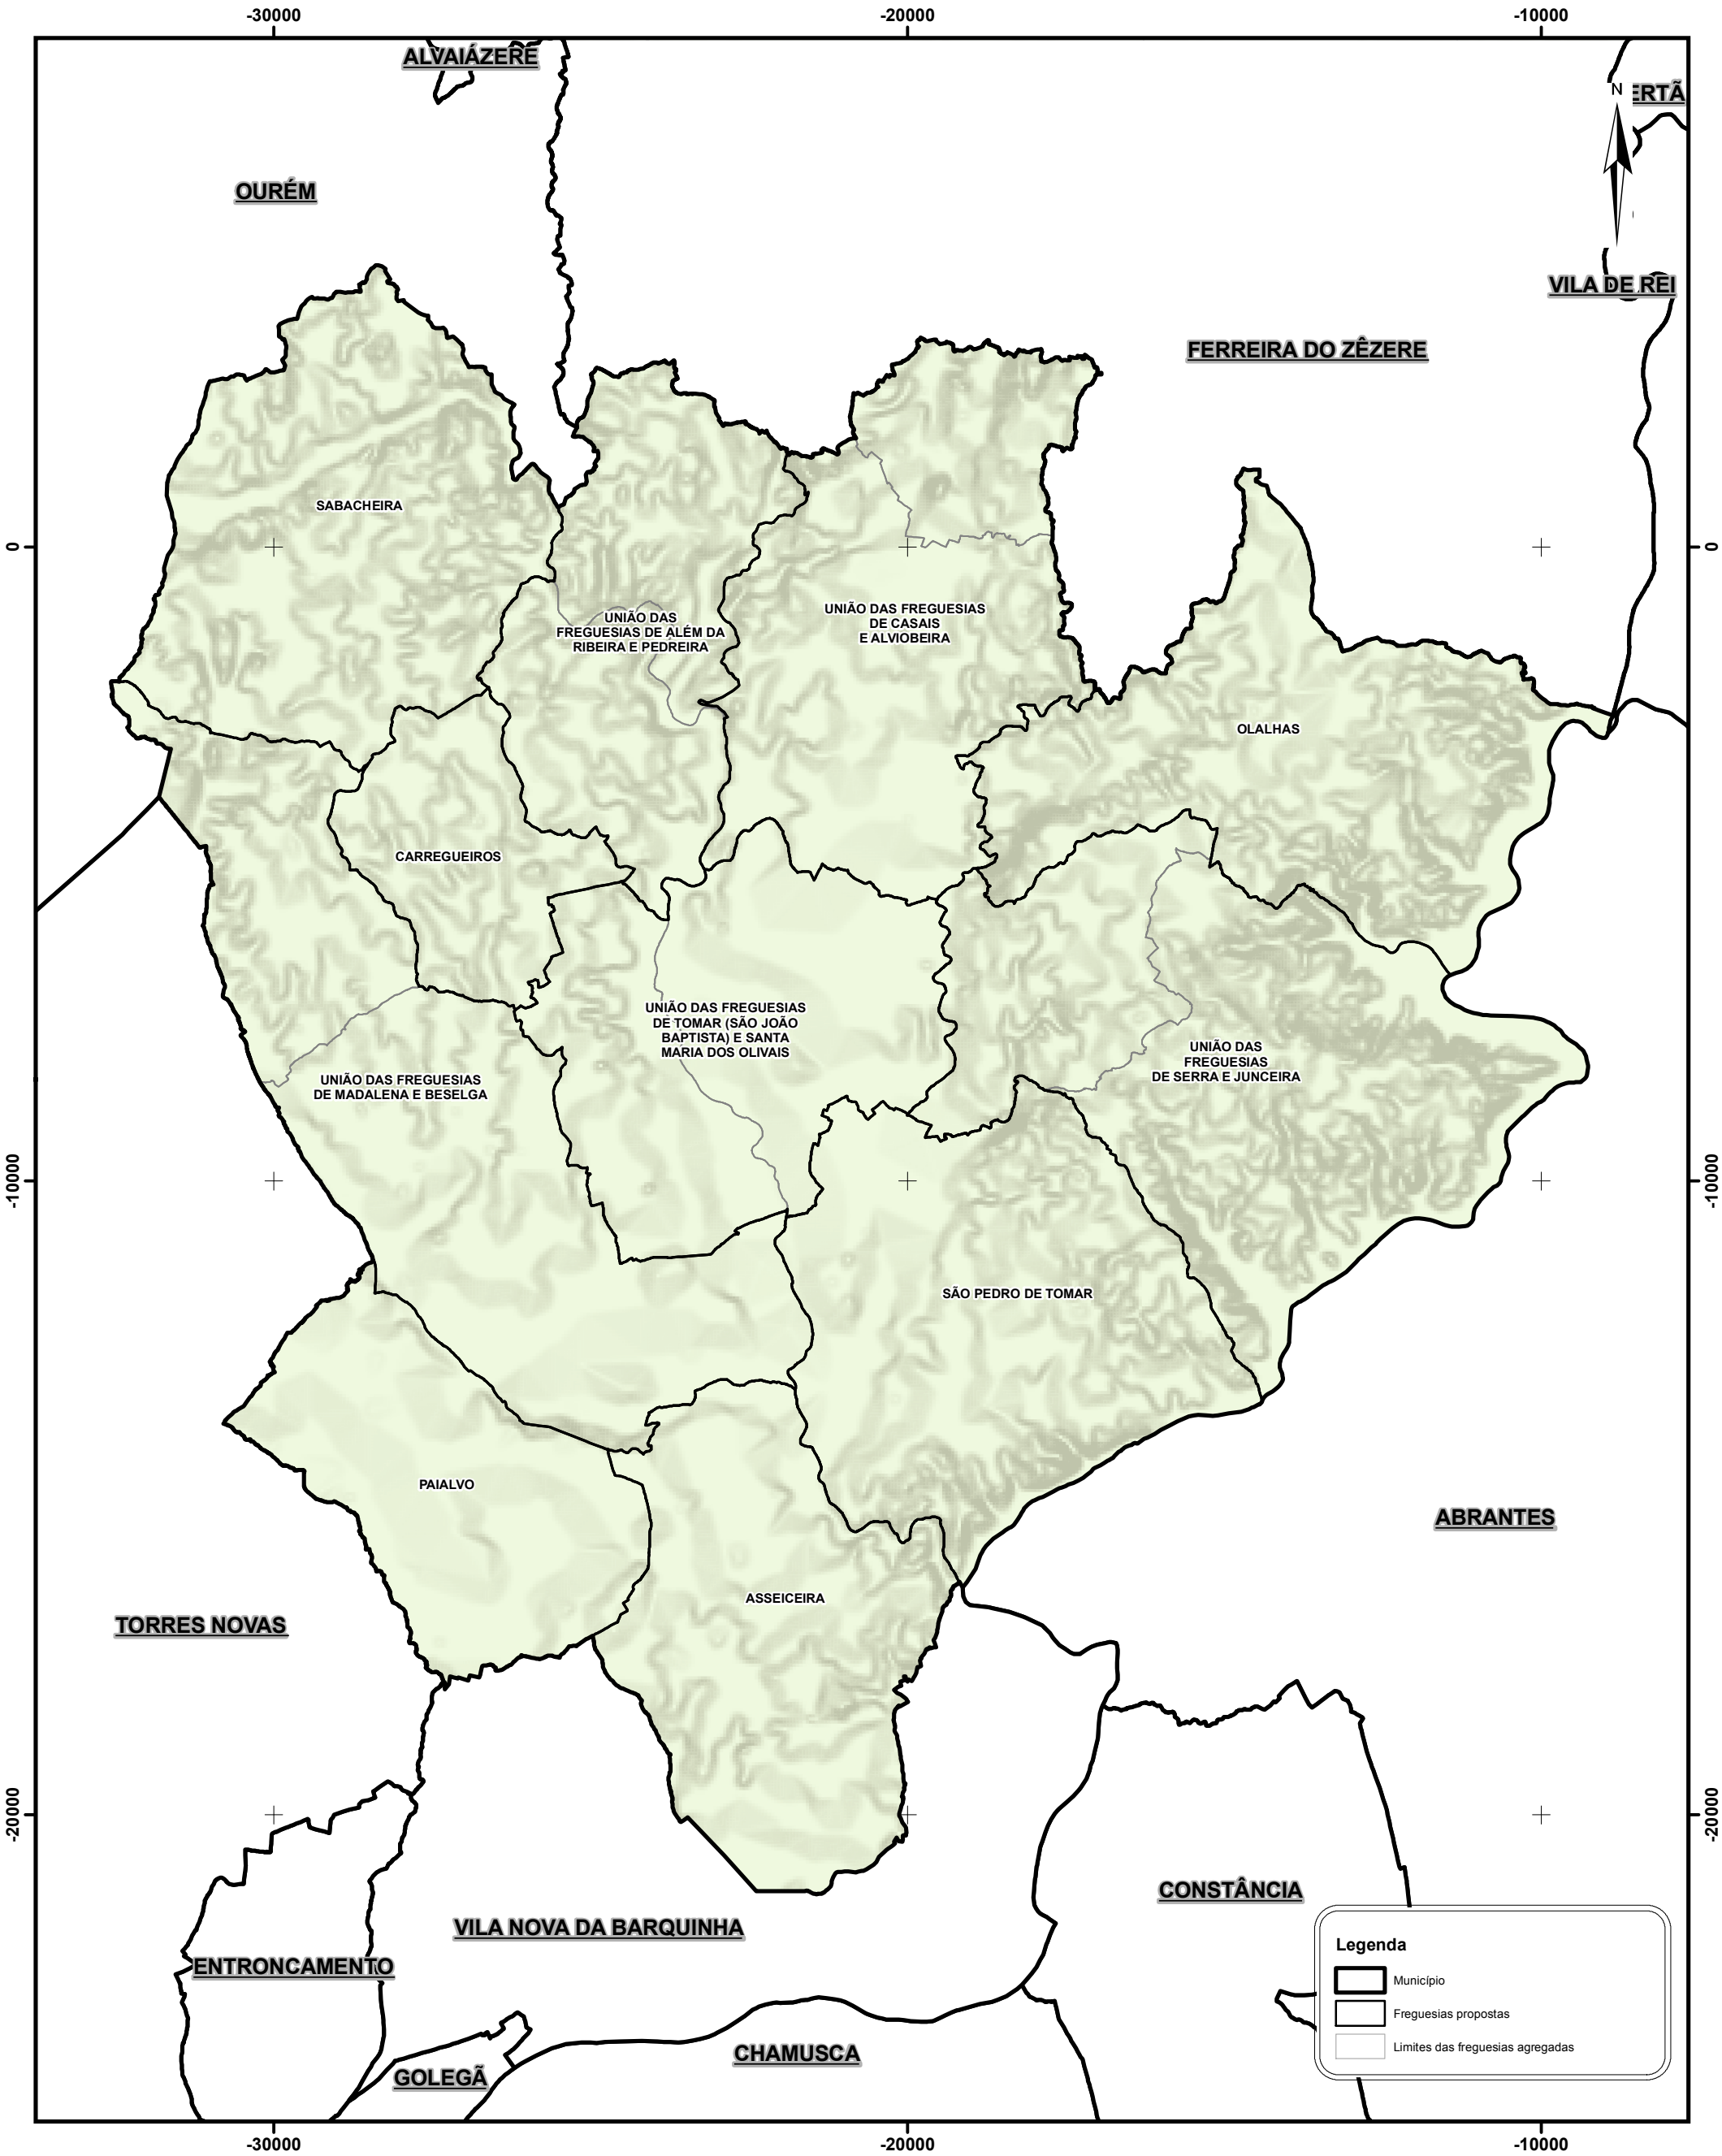 -30000
-20000
-10000
ALVAIÁZERE
ERTÃ
N
OURÉM
VILA DE REI
FERREIRA DO ZÊZERE
SABACHEIRA
0
0
UNIÃO DAS
FREGUESIAS DE ALÉM DA
RIBEIRA E PEDREIRA
UNIÃO DAS FREGUESIAS
DE CASAIS
E ALVIOBEIRA
OLALHAS
CARREGUEIROS
UNIÃO DAS FREGUESIAS
DE TOMAR (SÃO JOÃO
BAPTISTA) E SANTA
MARIA DOS OLIVAIS
UNIÃO DAS
FREGUESIAS
DE SERRA E JUNCEIRA
UNIÃO DAS FREGUESIAS
DE MADALENA E BESELGA
-10000
-10000
SÃO PEDRO DE TOMAR
PAIALVO
ABRANTES
ASSEICEIRA
TORRES NOVAS
-20000
-20000
CONSTÂNCIA
VILA NOVA DA BARQUINHA
ENTRONCAMENTO
Legenda
Município
Freguesias propostas
Limites das freguesias agregadas
CHAMUSCA
GOLEGÃ
-30000
-20000
-10000